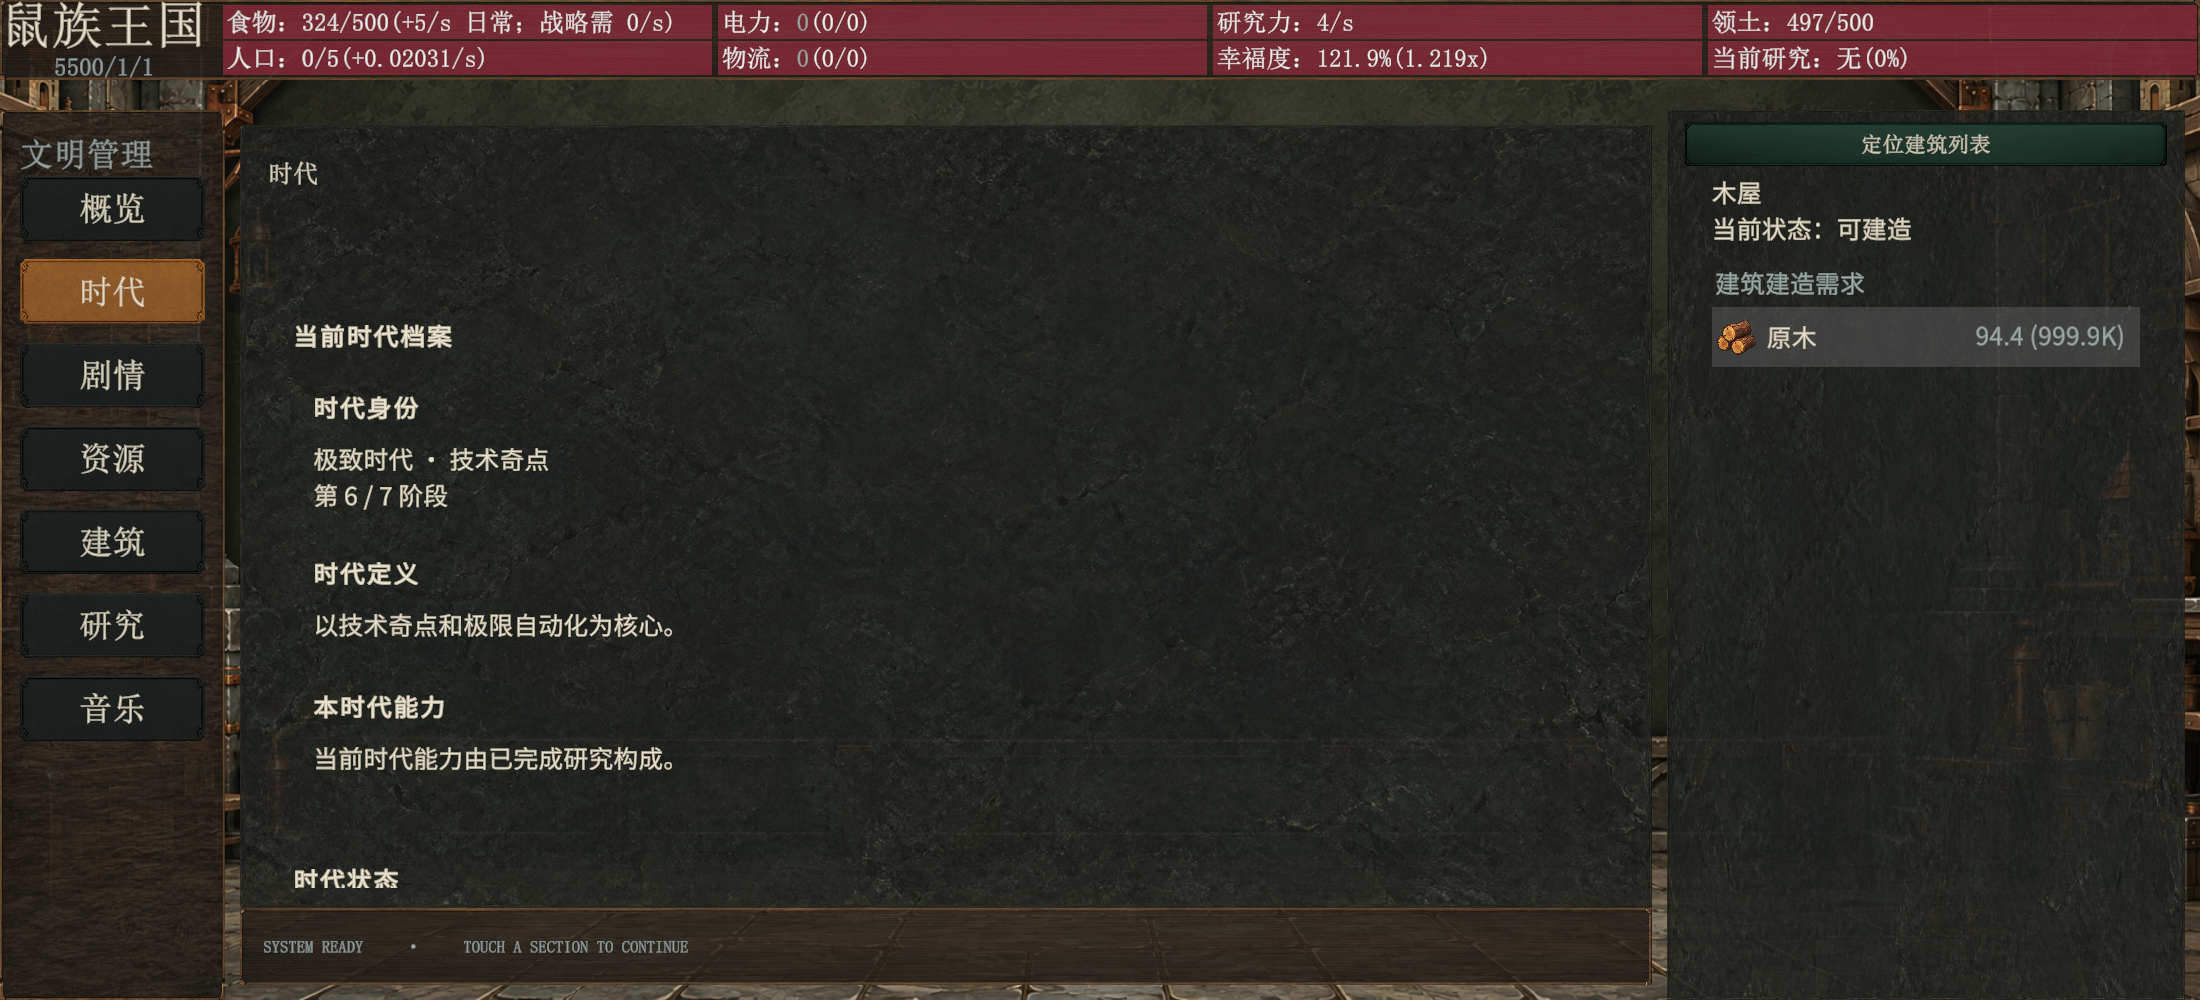 鼠族王国
5500/1/1
食物: 324/500(+5/s 日常; 战略需 0/s)
电力: 0(0/0)
研究力: 4/s
领土: 497/500
人口: 0/5(+0.02031/s)
物流: 0(0/0)
幸福度: 121.9%(1.219x)
当前研究: 无(0%)
文明管理
概览
时代
剧情
资源
建筑
研究
音乐
时代
当前时代档案
时代身份
极致时代 · 技术奇点
第 6 / 7 阶段
时代定义
以技术奇点和极限自动化为核心。
本时代能力
当前时代能力由已完成研究构成。
时代状态
SYSTEM READY • TOUCH A SECTION TO CONTINUE
定位建筑列表
木屋
当前状态: 可建造
建筑建造需求
原木 94.4 (999.9K)